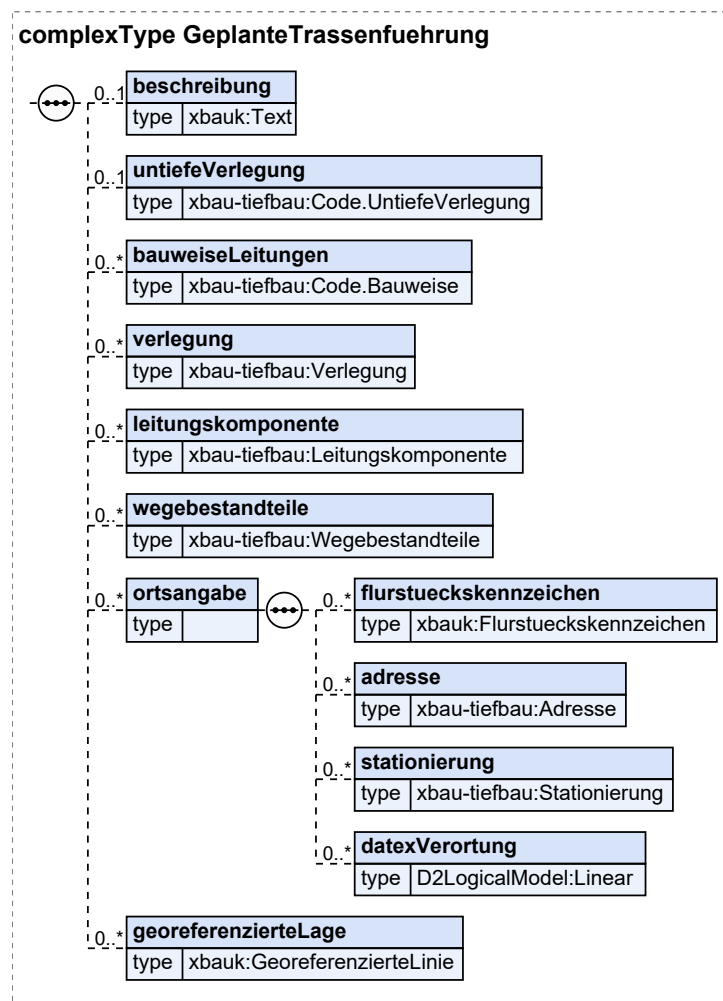 complexType GeplanteTrassenfuehrung
0..1 beschreibung
type xbauk:Text
0..1 untiefeVerlegung
type xbau-tiefbau:Code.UntiefeVerlegung
0..* bauweiseLeitungen
type xbau-tiefbau:Code.Bauweise
0..* verlegung
type xbau-tiefbau:Verlegung
0..* leitungskomponente
type xbau-tiefbau:Leitungskomponente
0..* wegebestandteile
type xbau-tiefbau:Wegebestandteile
0..* ortsangabe
type
0..* flurstueckskennzeichen
type xbauk:Flurstueckskennzeichen
0..* adresse
type xbau-tiefbau:Adresse
0..* stationierung
type xbau-tiefbau:Stationierung
0..* datexVerortung
type D2LogicalModel:Linear
0..* georeferenzierteLage
type xbauk:GeoreferenzierteLinie